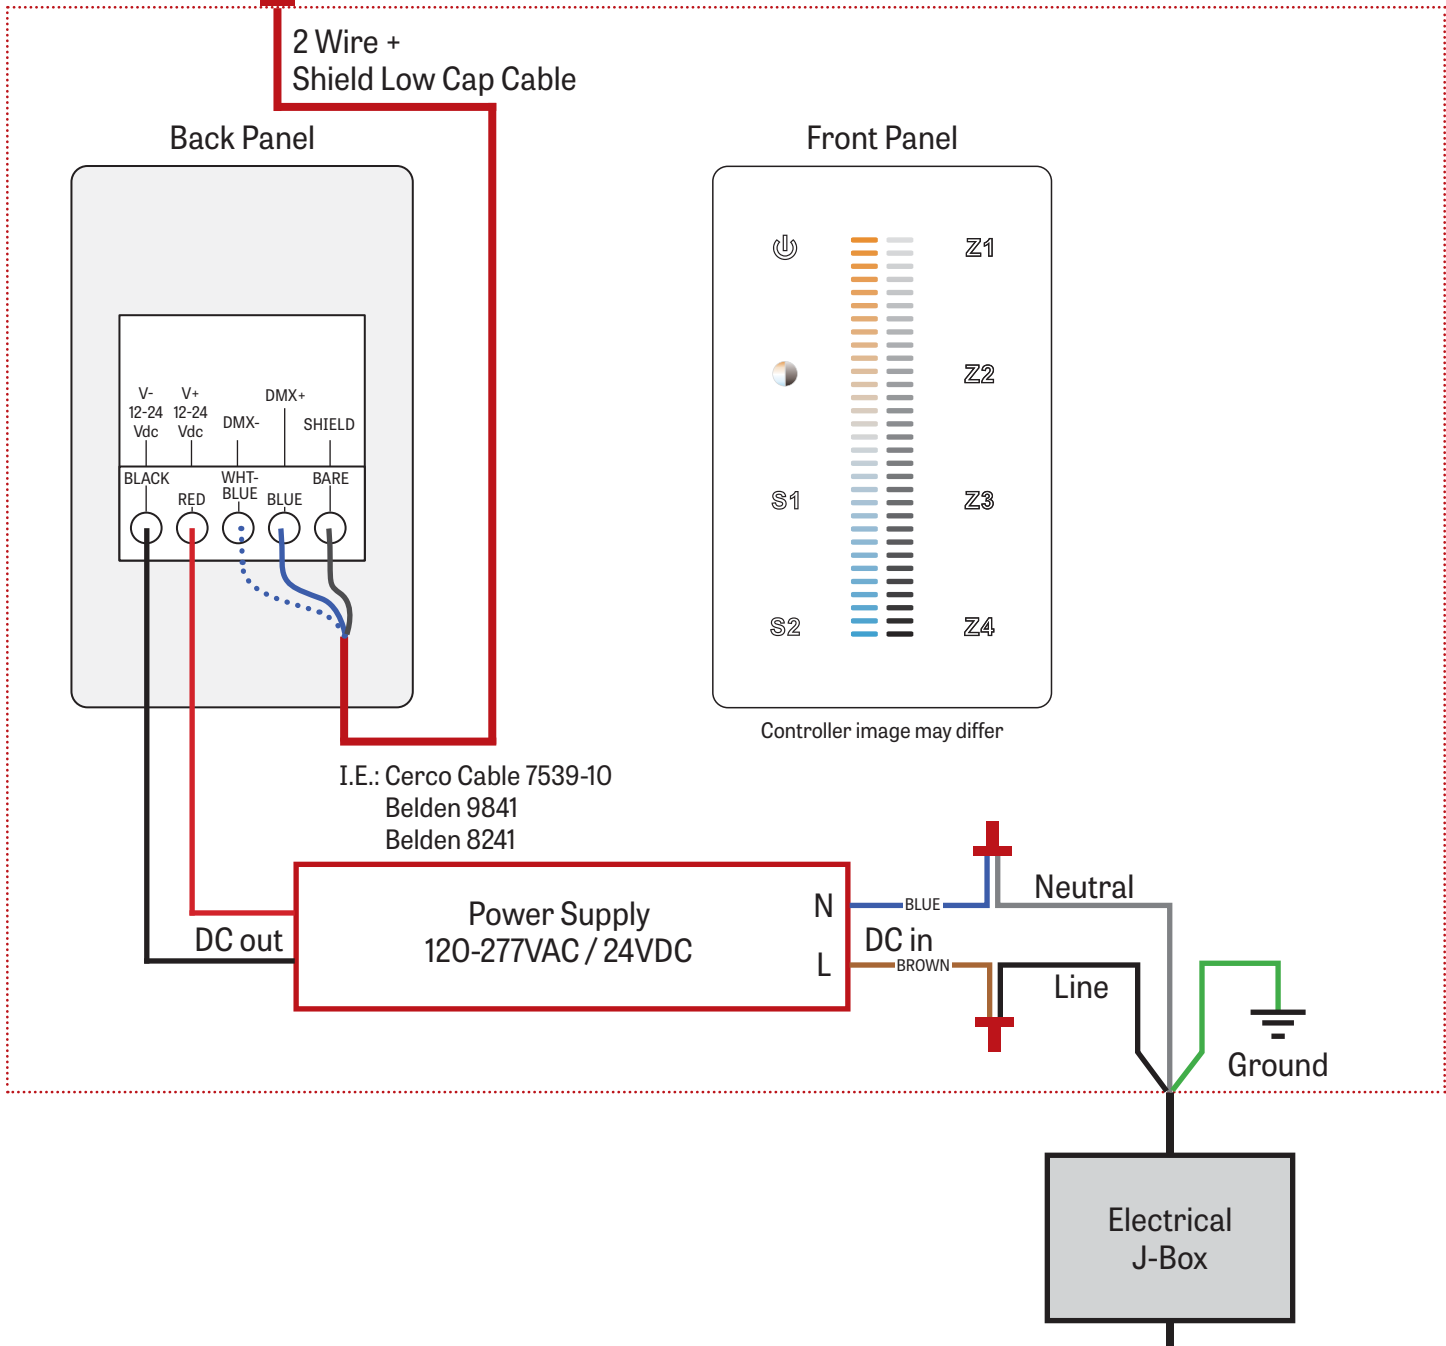 2 Wire +
Shield Low Cap Cable
Back Panel
Front Panel
V-
12-24
Vdc
V+
12-24
Vdc
DMX-
DMX+
SHIELD
BLACK
RED
WHT-
BLUE
BLUE
BARE
Z1
Z2
S1
Z3
S2
Z4
Controller image may differ
I.E.: Cerco Cable 7539-10
Belden 9841
Belden 8241
Power Supply
120-277VAC / 24VDC
DC out
N
L
BLUE
DC in
BROWN
Neutral
Line
Ground
Electrical
J-Box